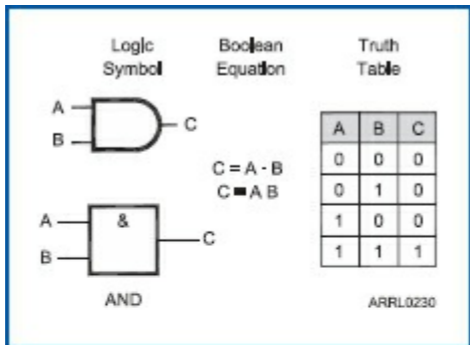 Logic Boolean Truth
Symbol Equation Table
A
B
C
C = A - B
C = A B
A
B
&
C
AND
A B C
0 0 0
0 1 0
1 0 0
1 1 1
ARRL0230